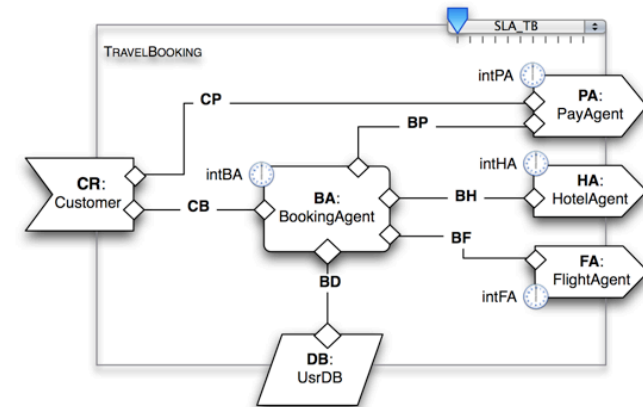 SLA_TB
TRAVELBOOKING
intPA
PA:
PayAgent
CP
BP
CR:
Customer
intBA
BA:
BookingAgent
CB
intHA
HA:
HotelAgent
BH
BF
FA:
FlightAgent
intFA
BD
DB:
UsrDB